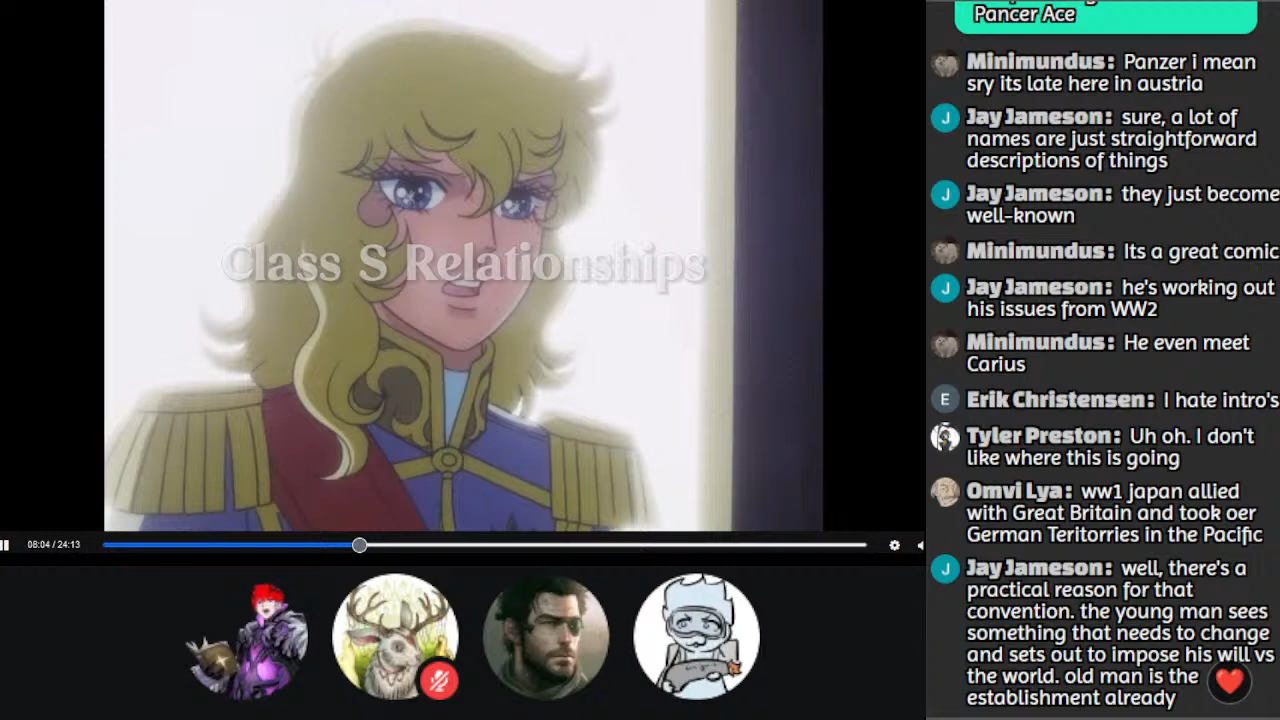 Class S Relationships
08:04 / 24:13
Pancer Ace
Minimundus: Panzer i mean
sry its late here in austria
J
Jay Jameson: sure, a lot of
names are just straightforward
descriptions of things
J
Jay Jameson: they just become
well-known
Minimundus: Its a great comic
J
Jay Jameson: he's working out
his issues from WW2
Minimundus: He even meet
Carius
E
Erik Christensen: I hate intro's
Tyler Preston: Uh oh. I don't
like where this is going
Omvi Lya: ww1 japan allied
with Great Britain and took oer
German Teritorries in the Pacific
J
Jay Jameson: well, there's a
practical reason for that
convention. the young man sees
something that needs to change
and sets out to impose his will vs
the world. old man is the
establishment already